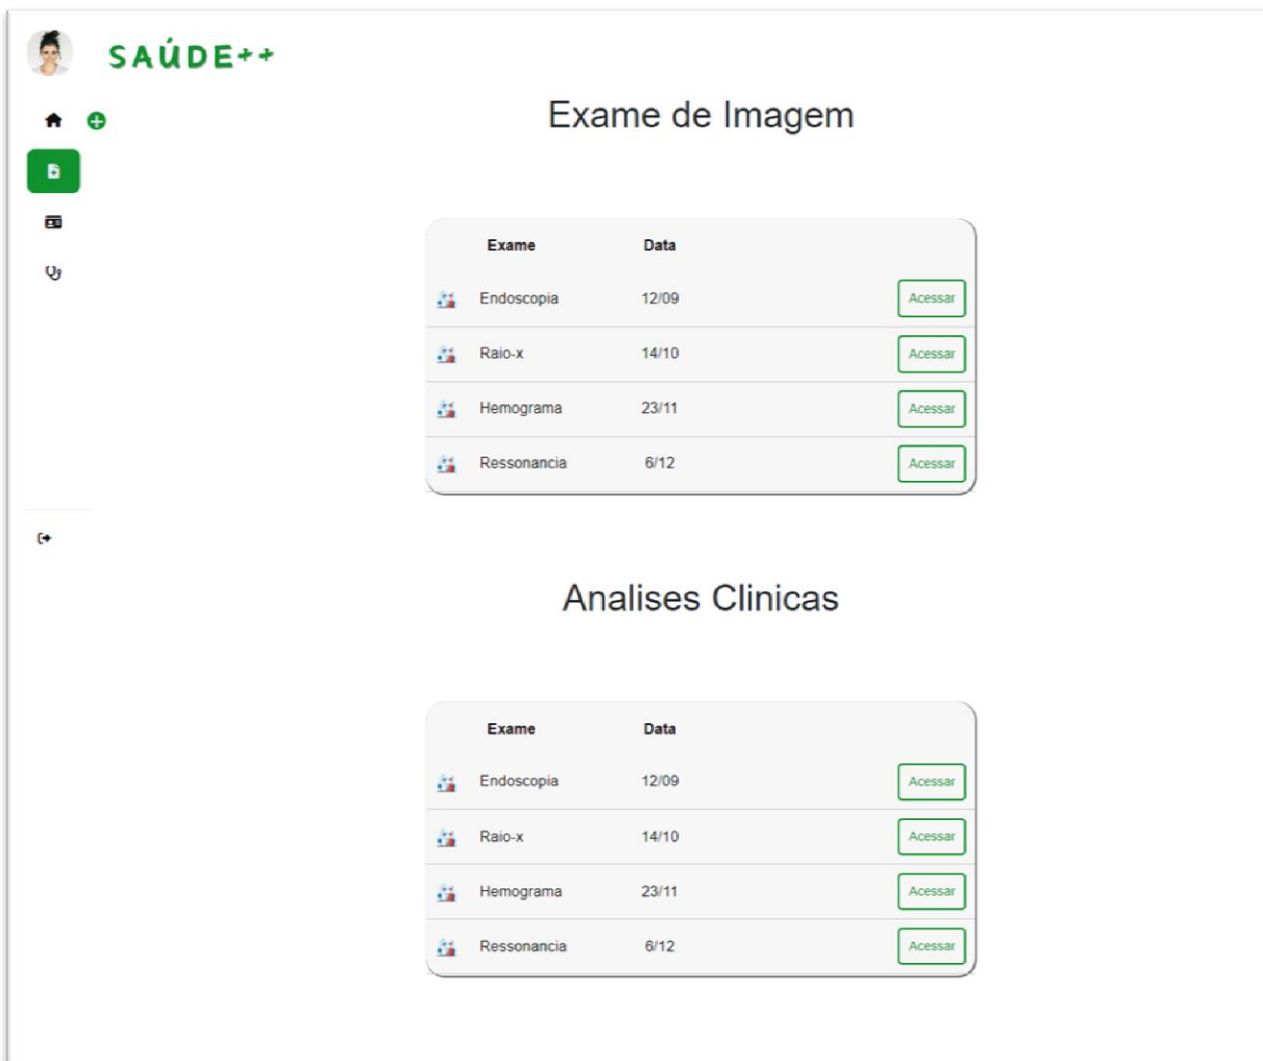 SAÚDE++
Exame de Imagem
Exame Data
Endoscopia 12/09 Acessar
Raio-x 14/10 Acessar
Hemograma 23/11 Acessar
Ressonancia 6/12 Acessar
Analises Clinicas
Exame Data
Endoscopia 12/09 Acessar
Raio-x 14/10 Acessar
Hemograma 23/11 Acessar
Ressonancia 6/12 Acessar